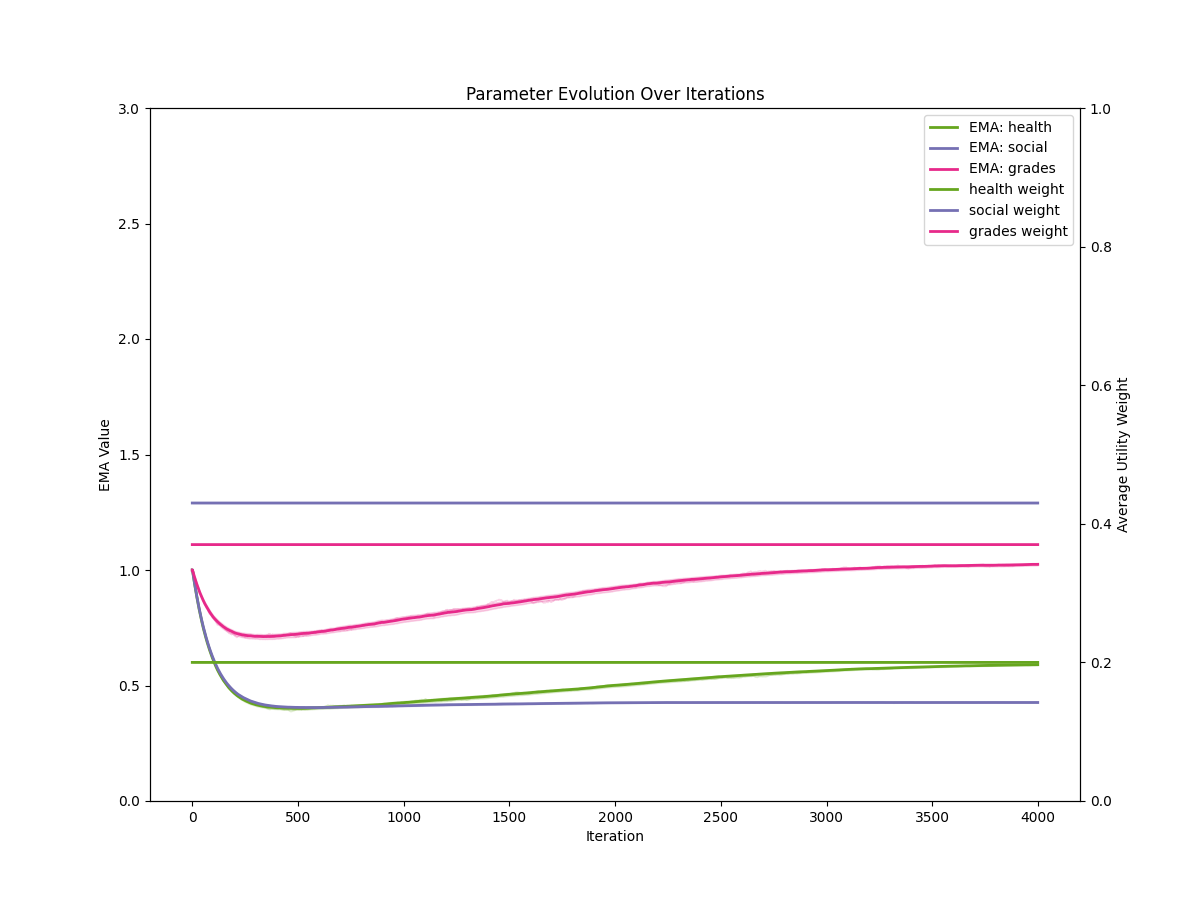 Parameter Evolution Over Iterations
3.0
2.5
2.0
1.5
1.0
0.5
0.0
EMA Value
1.0
0.8
0.6
0.4
0.2
0.0
Average Utility Weight
EMA: health
EMA: social
EMA: grades
health weight
social weight
grades weight
0 500 1000 1500 2000 2500 3000 3500 4000
Iteration